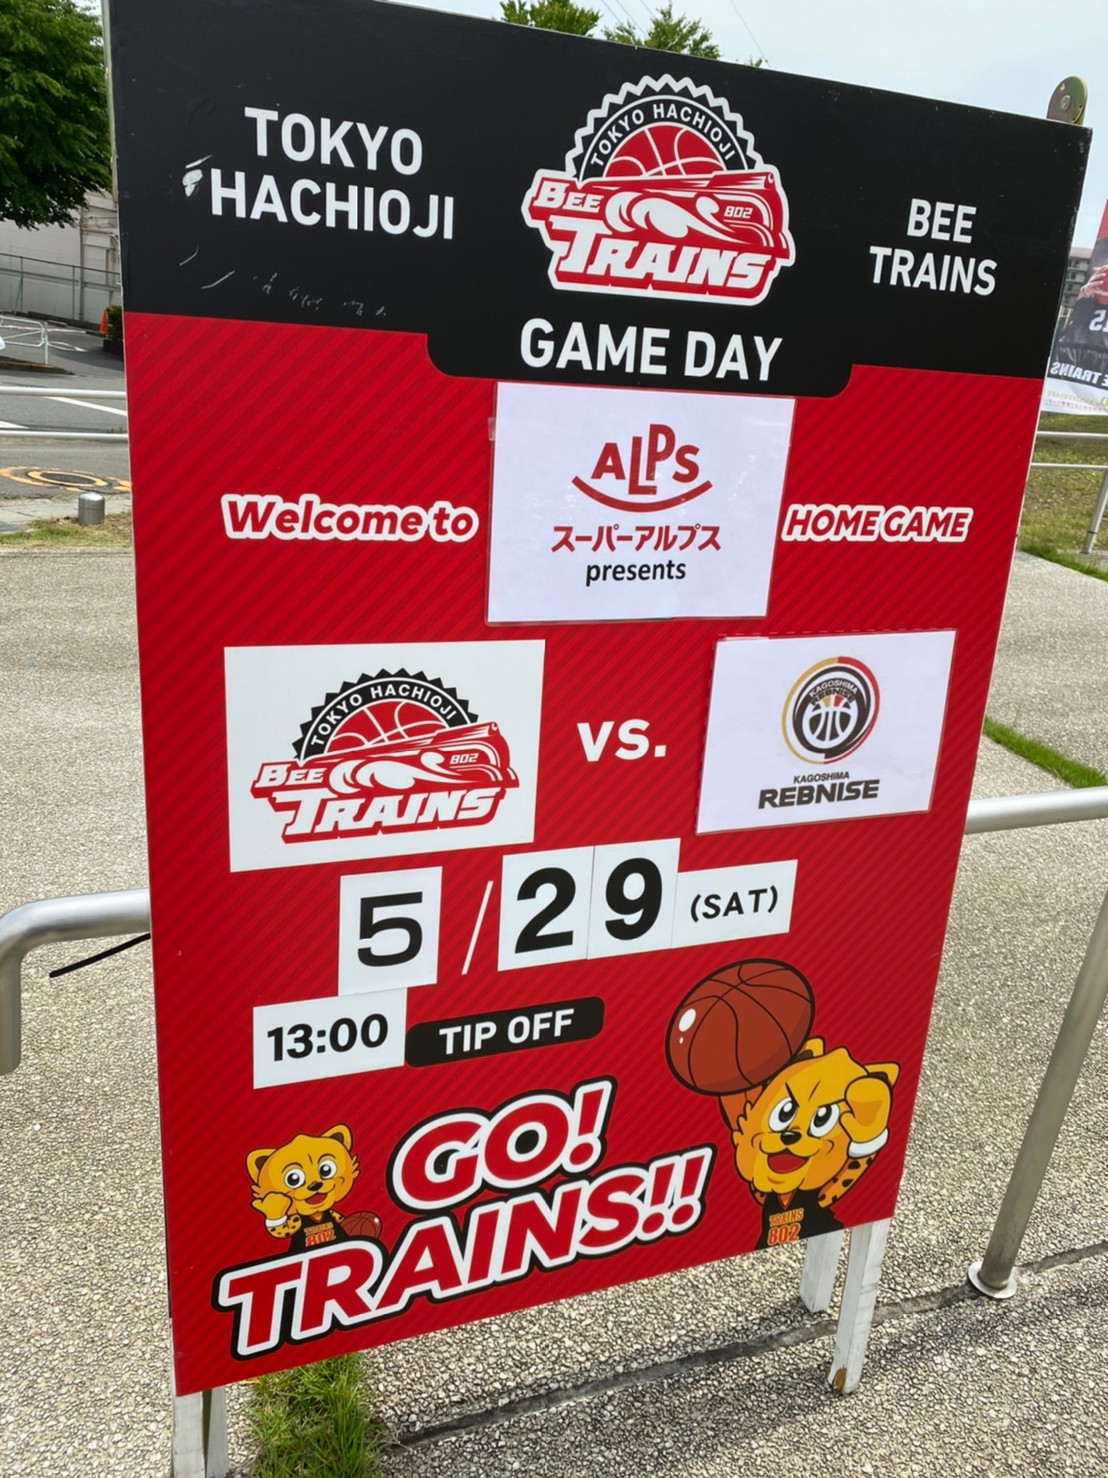 TOKYO
HACHIOJI
TOKYO HACHIOJI
BEE
802
TRAINS
BEE
TRAINS
GAME DAY
Welcome to
ALPS
スーパーアルプス
presents
HOME GAME
TOKYO HACHIOJI
BEE
802
TRAINS
vs.
KAGOSHIMA
REBNISE
KAGOSHIMA
REBNISE
5/29 (SAT)
13:00 TIP OFF
GO!
TRAINS!!
TRAINS
802
TRAINS
802